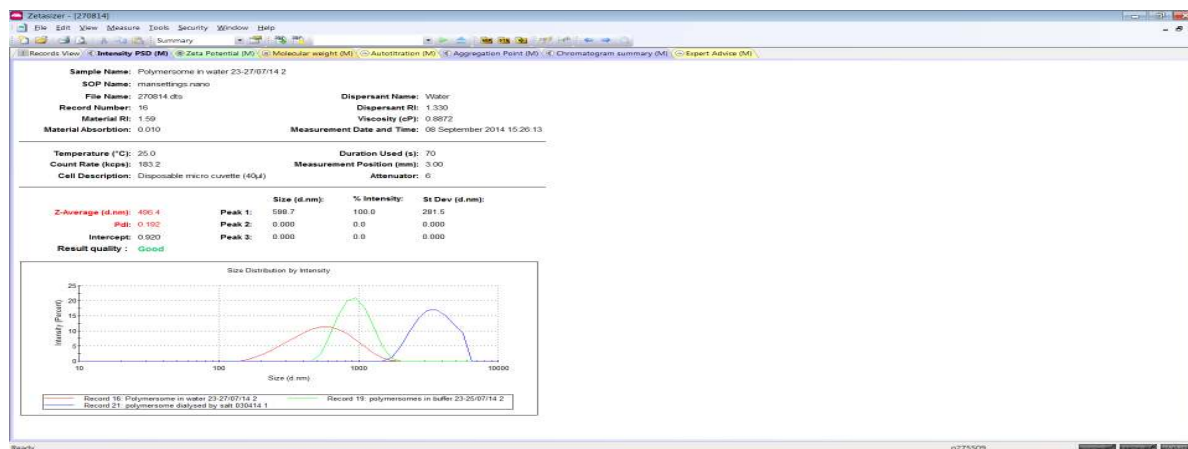 Zetasizer - [270814]
File Edit View Measure Tools Security Window Help
Summary
Records View Intensity PSD (M) Zeta Potential (M) Molecular weight (M) Autotitration (M) Aggregation Point (M) Chromatogram summary (M) Expert Advice (M)
Sample Name: Polymersome in water 23-27/07/14 2
SOP Name: mansettings.nano
File Name: 270814.dts Dispersant Name: Water
Record Number: 16 Dispersant RI: 1.330
Material RI: 1.59 Viscosity (cP): 0.8872
Material Absorbtion: 0.010 Measurement Date and Time: 08 September 2014 15:26:13
Temperature (°C): 25.0 Duration Used (s): 70
Count Rate (kcps): 183.2 Measurement Position (mm): 3.00
Cell Description: Disposable micro cuvette (40µl) Attenuator: 6
Size (d.nm): % Intensity: St Dev (d.nm):
Z-Average (d.nm): 496.4 Peak 1: 598.7 100.0 281.5
PdI: 0.192 Peak 2: 0.000 0.0 0.000
Intercept: 0.920 Peak 3: 0.000 0.0 0.000
Result quality : Good
Size Distribution by Intensity
Intensity (Percent)
25
20
15
10
5
0
10 100 1000 10000
Size (d.nm)
Record 16: Polymersome in water 23-27/07/14 2 Record 19: polymersomes in buffer 23-25/07/14 2
Record 21: polymersome dialysed by salt 030414 1
Ready